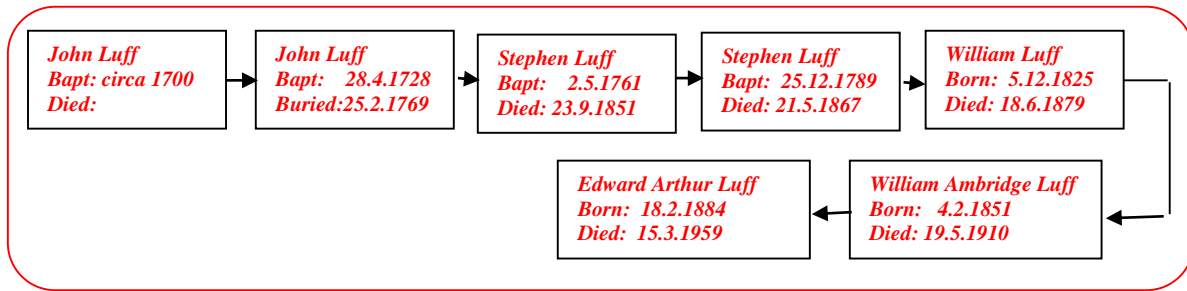 John Luff
Bapt: circa 1700
Died:
John Luff
Bapt: 28.4.1728
Buried:25.2.1769
Stephen Luff
Bapt: 2.5.1761
Died: 23.9.1851
Stephen Luff
Bapt: 25.12.1789
Died: 21.5.1867
William Luff
Born: 5.12.1825
Died: 18.6.1879
William Ambridge Luff
Born: 4.2.1851
Died: 19.5.1910
Edward Arthur Luff
Born: 18.2.1884
Died: 15.3.1959